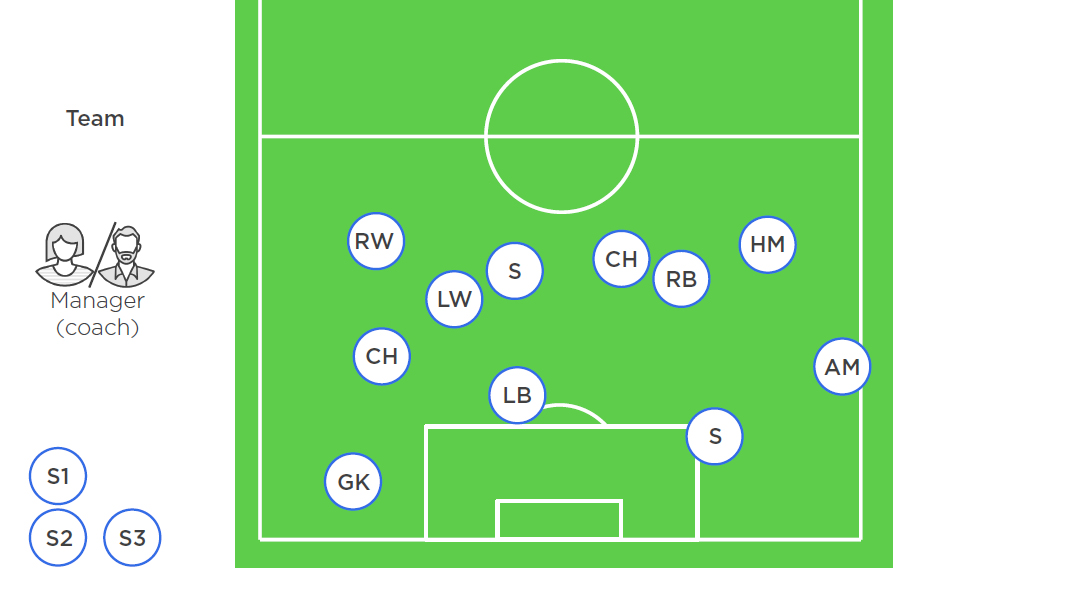 Team
Manager
(coach)
S1
S2
S3
RW
S
CH
HM
RB
LW
CH
AM
LB
S
GK